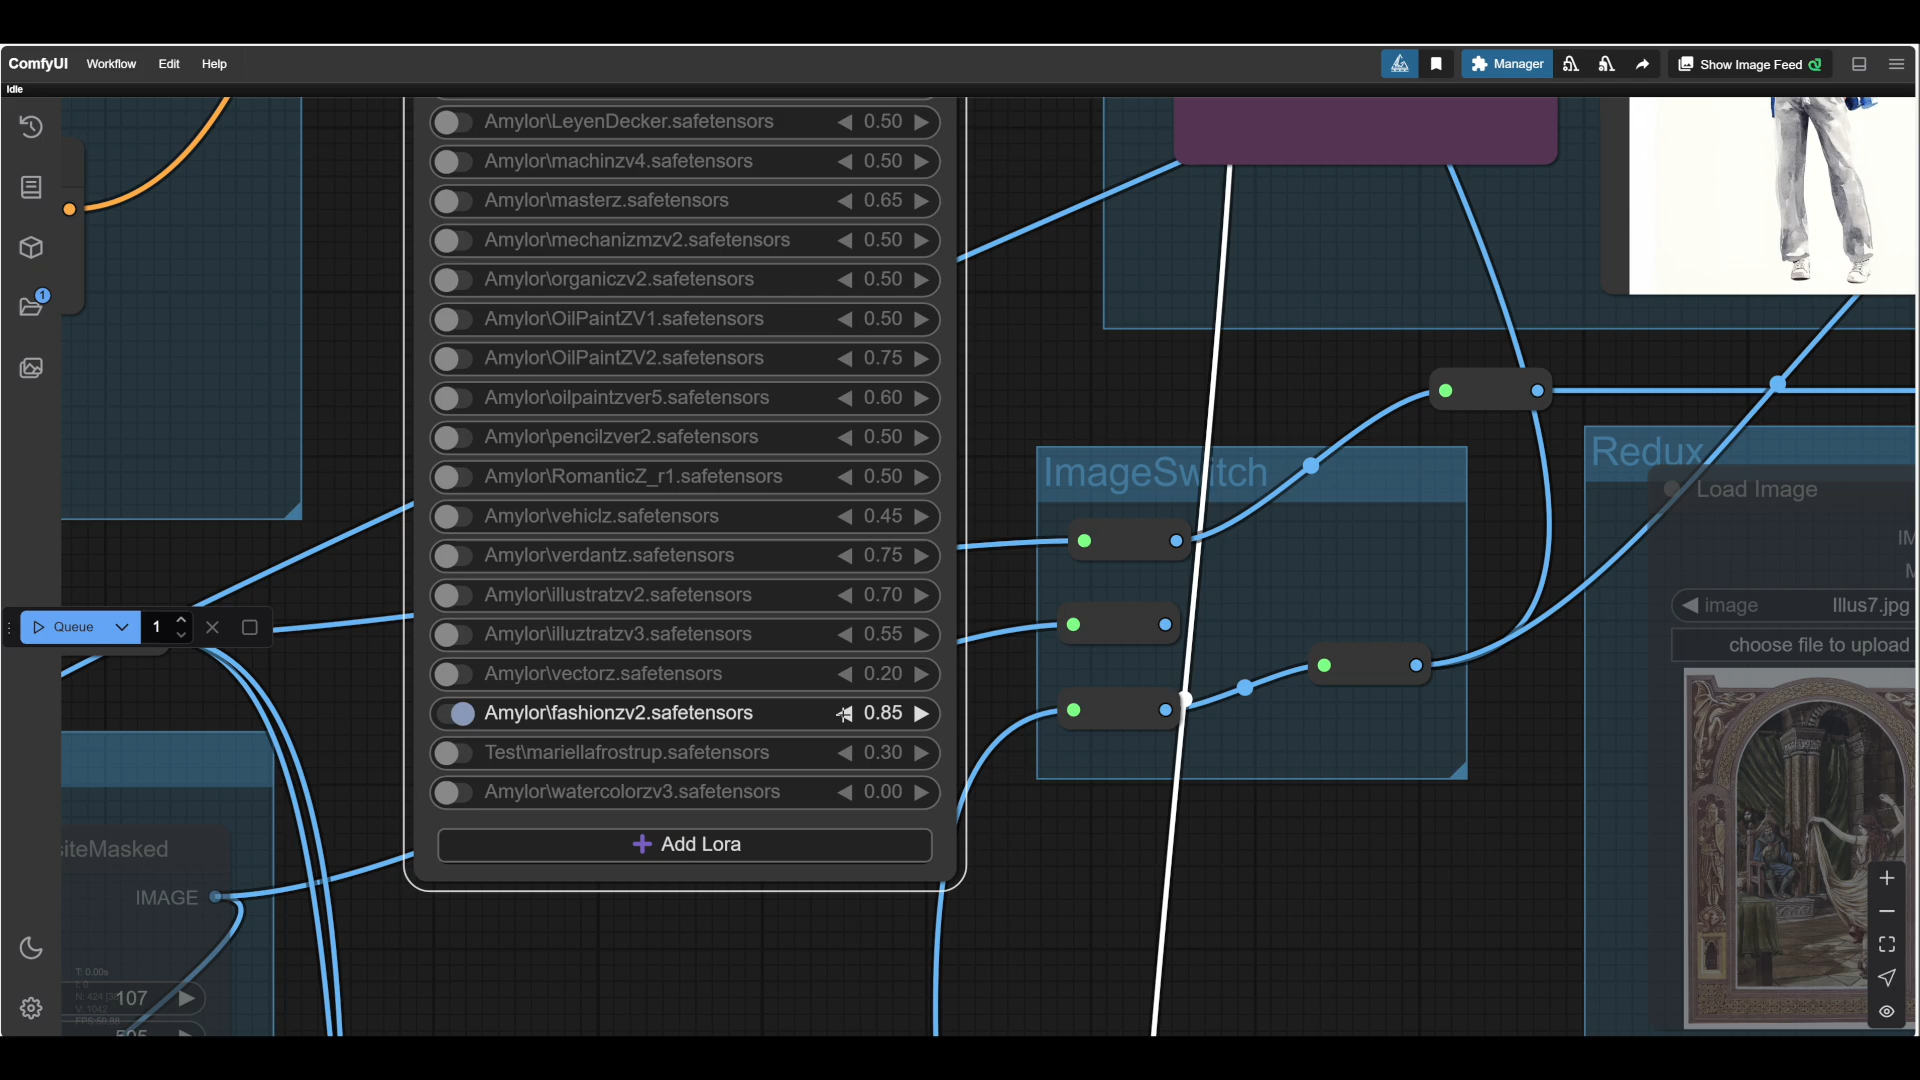 ComfyUI Workflow Edit Help
Manager Show Image Feed
Idle
Amylor\LeyenDecker.safetensors 0.50
Amylor\machinzv4.safetensors 0.50
Amylor\masterz.safetensors 0.65
Amylor\mechanizmzv2.safetensors 0.50
Amylor\organiczv2.safetensors 0.50
Amylor\OilPaintZV1.safetensors 0.50
Amylor\OilPaintZV2.safetensors 0.75
Amylor\oilpaintzver5.safetensors 0.60
Amylor\pencilzver2.safetensors 0.50
Amylor\RomanticZ_r1.safetensors 0.50
Amylor\vehiclz.safetensors 0.45
Amylor\verdantz.safetensors 0.75
Amylor\illustratzv2.safetensors 0.70
Amylor\illuztratzv3.safetensors 0.55
Amylor\vectorz.safetensors 0.20
Amylor\fashionzv2.safetensors 0.85
Test\mariellafrostrup.safetensors 0.30
Amylor\watercolorzv3.safetensors 0.00
Add Lora
1
Queue 1
siteMasked
IMAGE
T: 0.00s
107
ImageSwitch
Redux
Load Image
IM
M
image Illus7.jpg
choose file to upload